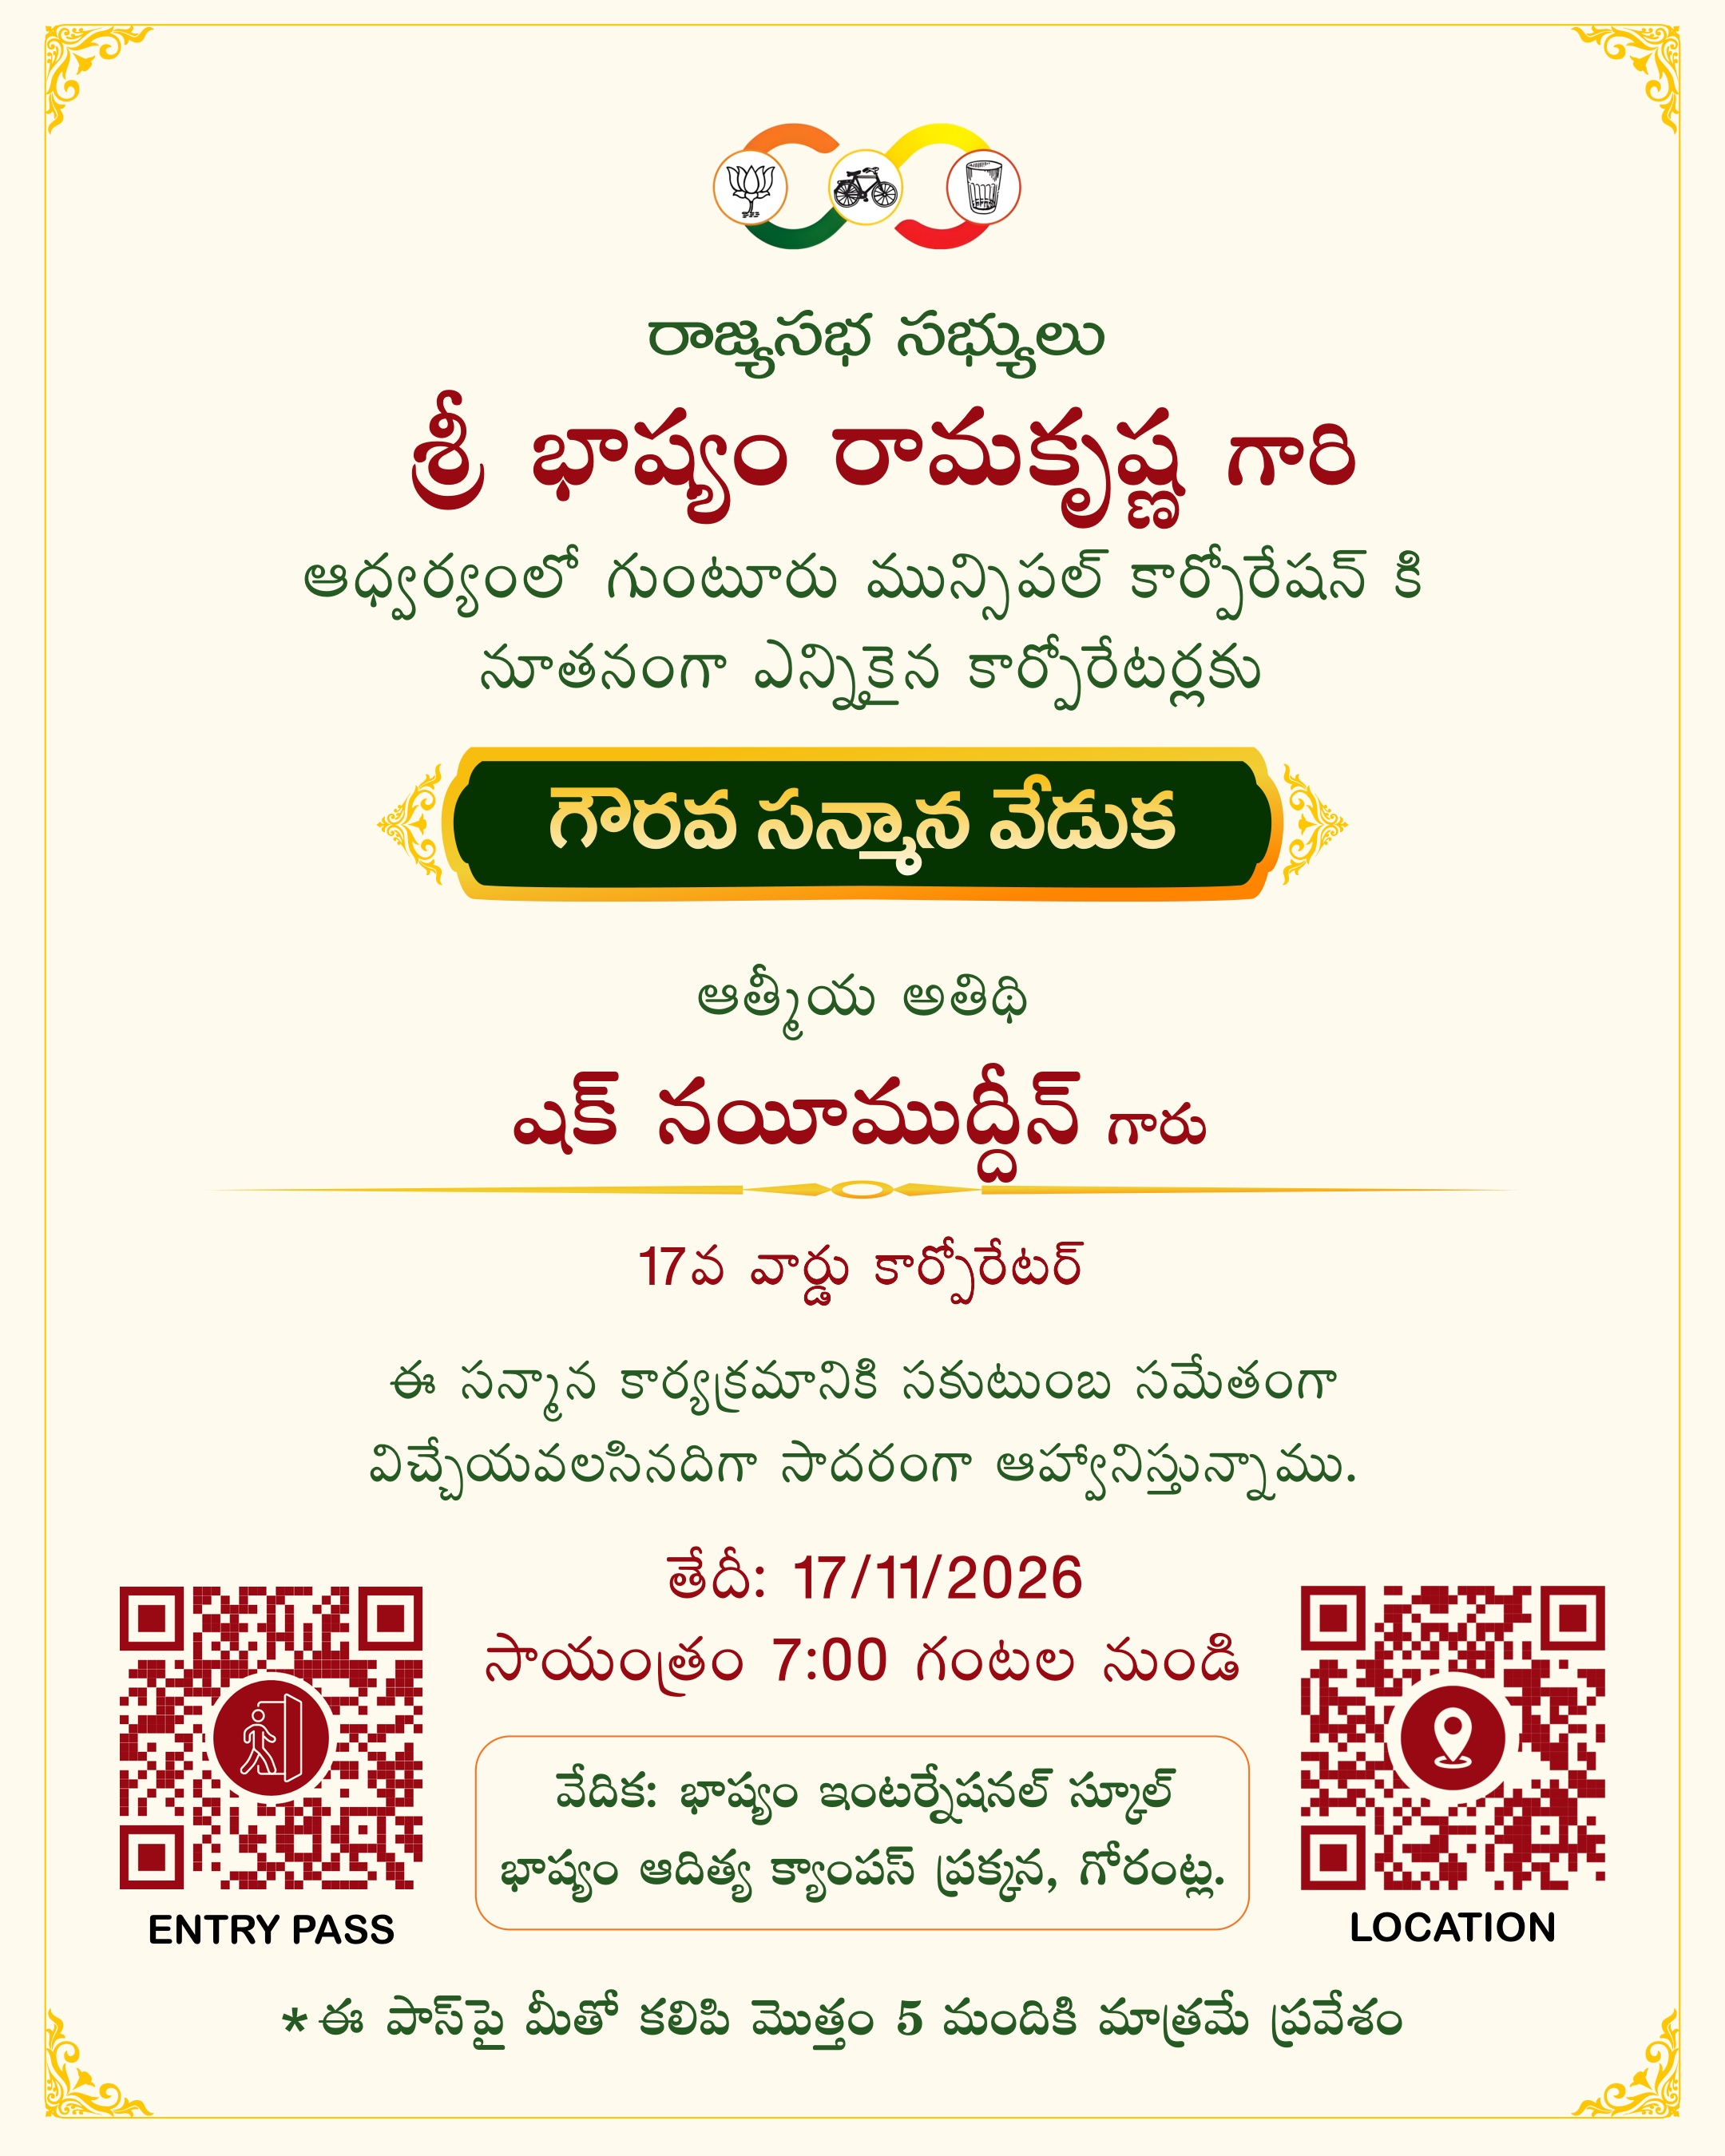 రాజ్యసభ సభ్యులు
శ్రీ భాష్యం రామకృష్ణ గారి
ఆధ్వర్యంలో గుంటూరు మున్సిపల్ కార్పోరేషన్ కి
నూతనంగా ఎన్నికైన కార్పోరేటర్లకు
గౌరవ సన్మాన వేడుక
ఆత్మీయ అతిథి
షక్ నయీముద్దీన్ గారు
17వ వార్డు కార్పోరేటర్
ఈ సన్మాన కార్యక్రమానికి సకుటుంబ సమేతంగా
విచ్చేయవలసినదిగా సాదరంగా ఆహ్వానిస్తున్నాము.
తేదీ: 17/11/2026
సాయంత్రం 7:00 గంటల నుండి
వేదిక: భాష్యం ఇంటర్నేషనల్ స్కూల్
భాష్యం ఆదిత్య క్యాంపస్ ప్రక్కన, గోరంట్ల.
ENTRY PASS
LOCATION
*ఈ పాస్‌పై మీతో కలిపి మొత్తం 5 మందికి మాత్రమే ప్రవేశం